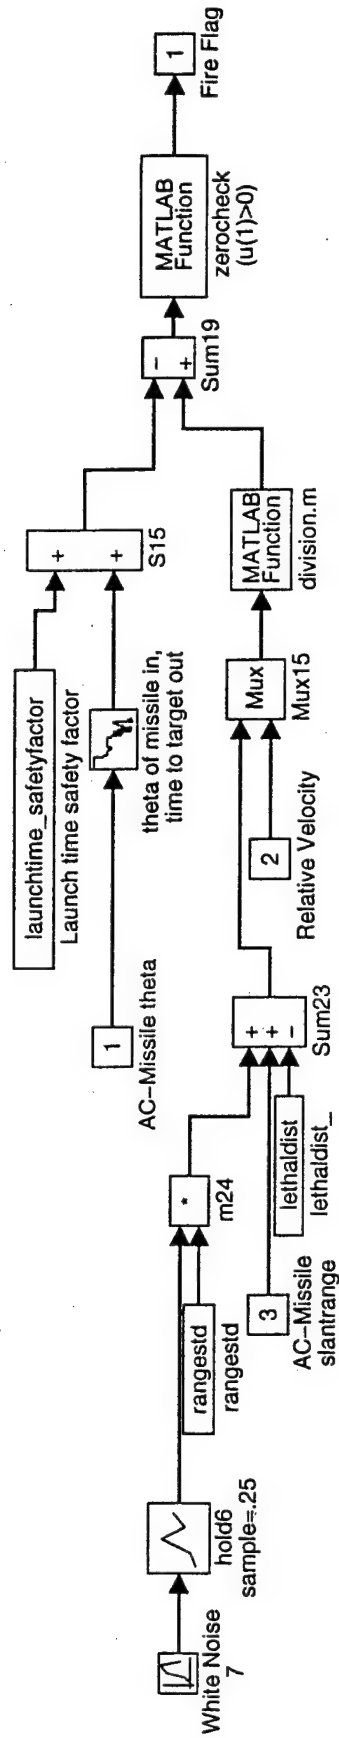 White Noise
7
hold6
sample=.25
rangestd
rangestd
*
m24
3
AC-Missile
slantrange
lethaldist
lethaldist_
+
+
-
Sum23
1
AC-Missile theta
launchtime_safetyfactor
Launch time safety factor
theta of missile in,
time to target out
+
+
S15
2
Relative Velocity
Mux
Mux15
MATLAB
Function
division.m
-
+
Sum19
MATLAB
Function
zerocheck
(u(1)>0)
1
Fire Flag